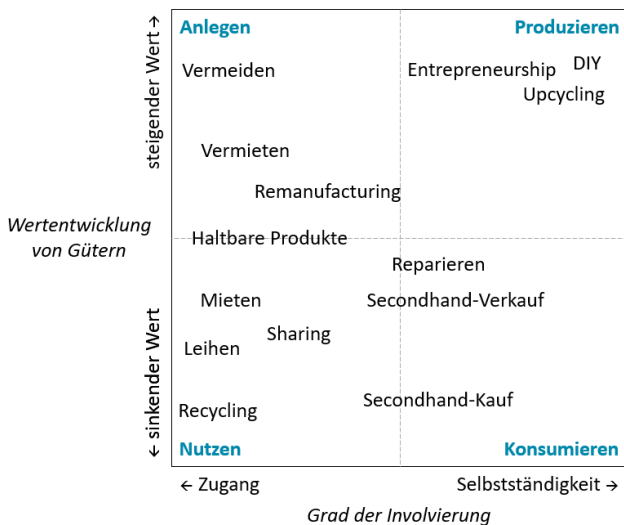 Anlegen
Produzieren
Vermeiden
Entrepreneurship
DIY
Upcycling
steigender Wert →
Vermieten
Remanufacturing
Wertentwicklung
von Gütern
Haltbare Produkte
Reparieren
Mieten
Secondhand-Verkauf
Sharing
Leihen
← sinkender Wert
Recycling
Secondhand-Kauf
Nutzen
Konsumieren
← Zugang
Selbstständigkeit →
Grad der Involvierung